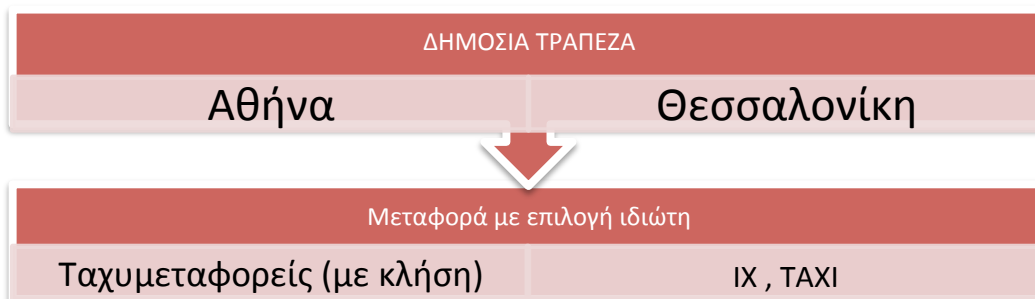 ΔΗΜΟΣΙΑ ΤΡΑΠΕΖΑ
Αθήνα Θεσσαλονίκη
Μεταφορά με επιλογή ιδιώτη
Ταχυμεταφορείς (με κλήση) ΙΧ , ΤΑΧΙ